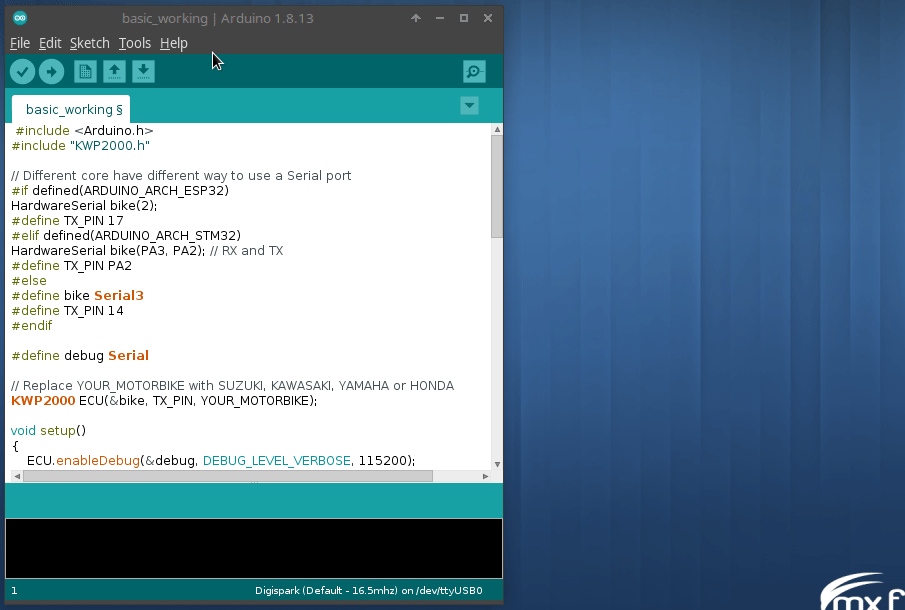 basic_working | Arduino 1.8.13
File Edit Sketch Tools Help
basic_working §
#include <Arduino.h>
#include "KWP2000.h"
// Different core have different way to use a Serial port
#if defined(ARDUINO_ARCH_ESP32)
HardwareSerial bike(2);
#define TX_PIN 17
#elif defined(ARDUINO_ARCH_STM32)
HardwareSerial bike(PA3, PA2); // RX and TX
#define TX_PIN PA2
#else
#define bike Serial3
#define TX_PIN 14
#endif
#define debug Serial
// Replace YOUR_MOTORBIKE with SUZUKI, KAWASAKI, YAMAHA or HONDA
KWP2000 ECU(&bike, TX_PIN, YOUR_MOTORBIKE);
void setup()
{
ECU.enableDebug(&debug, DEBUG_LEVEL_VERBOSE, 115200);
1
Digispark (Default - 16.5mhz) on /dev/ttyUSB0
mx f